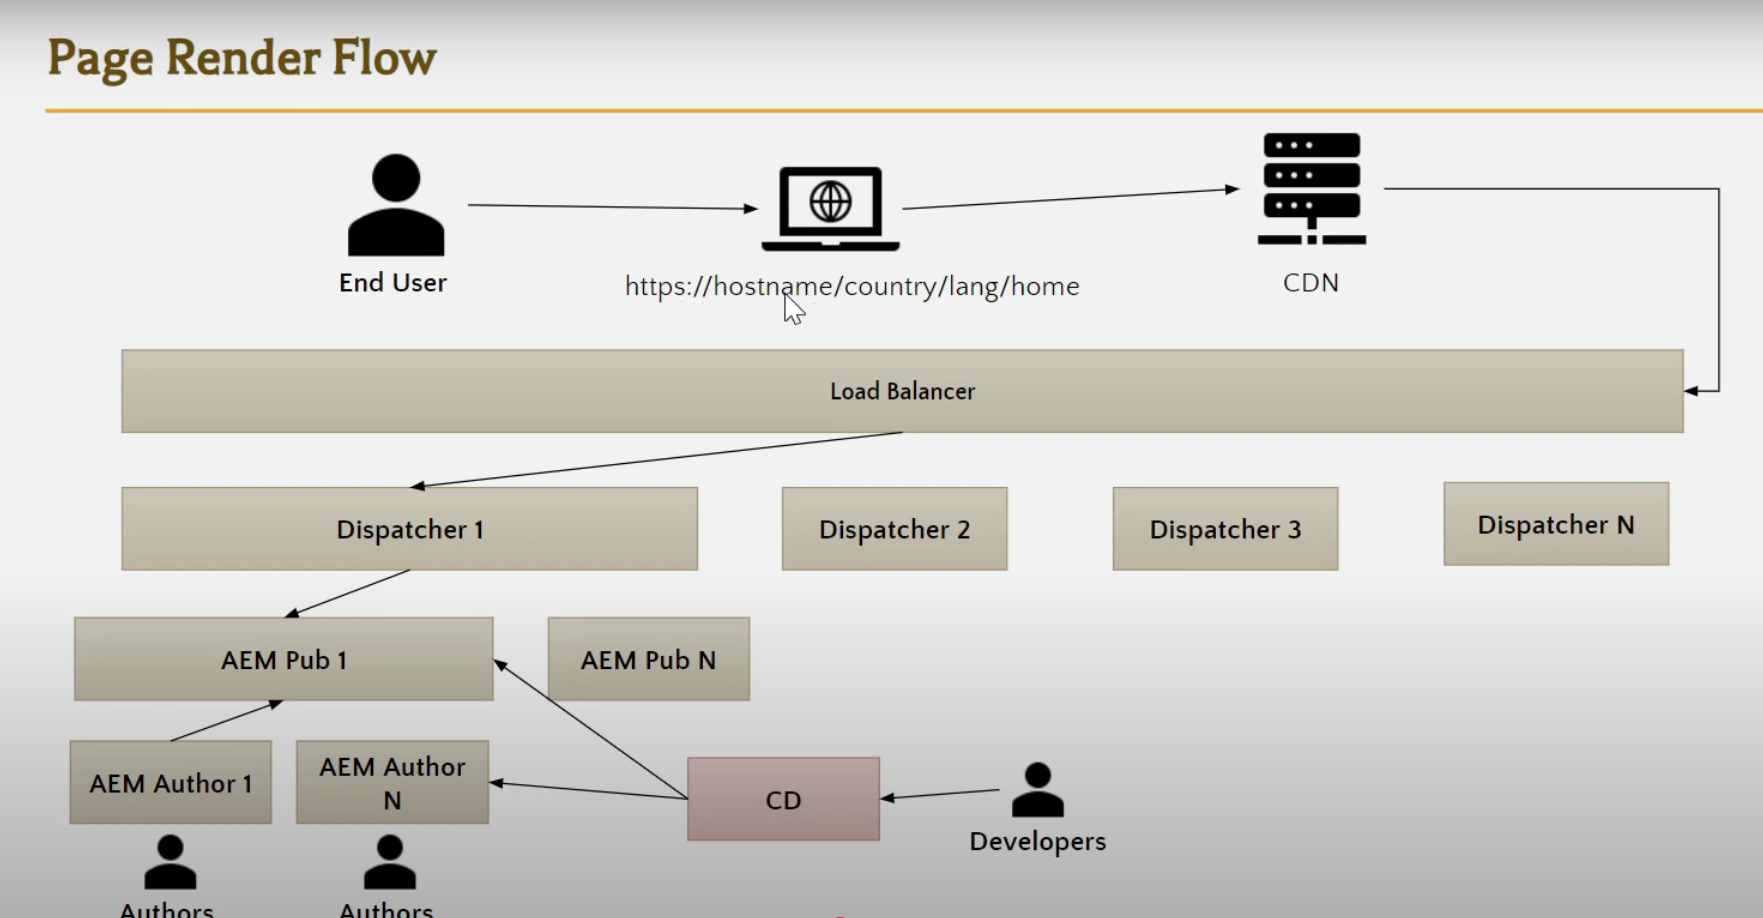 Page Render Flow
End User
https://hostname/country/lang/home
CDN
Load Balancer
Dispatcher 1
Dispatcher 2
Dispatcher 3
Dispatcher N
AEM Pub 1
AEM Pub N
AEM Author 1
AEM Author
N
CD
Developers
Authors
Authors